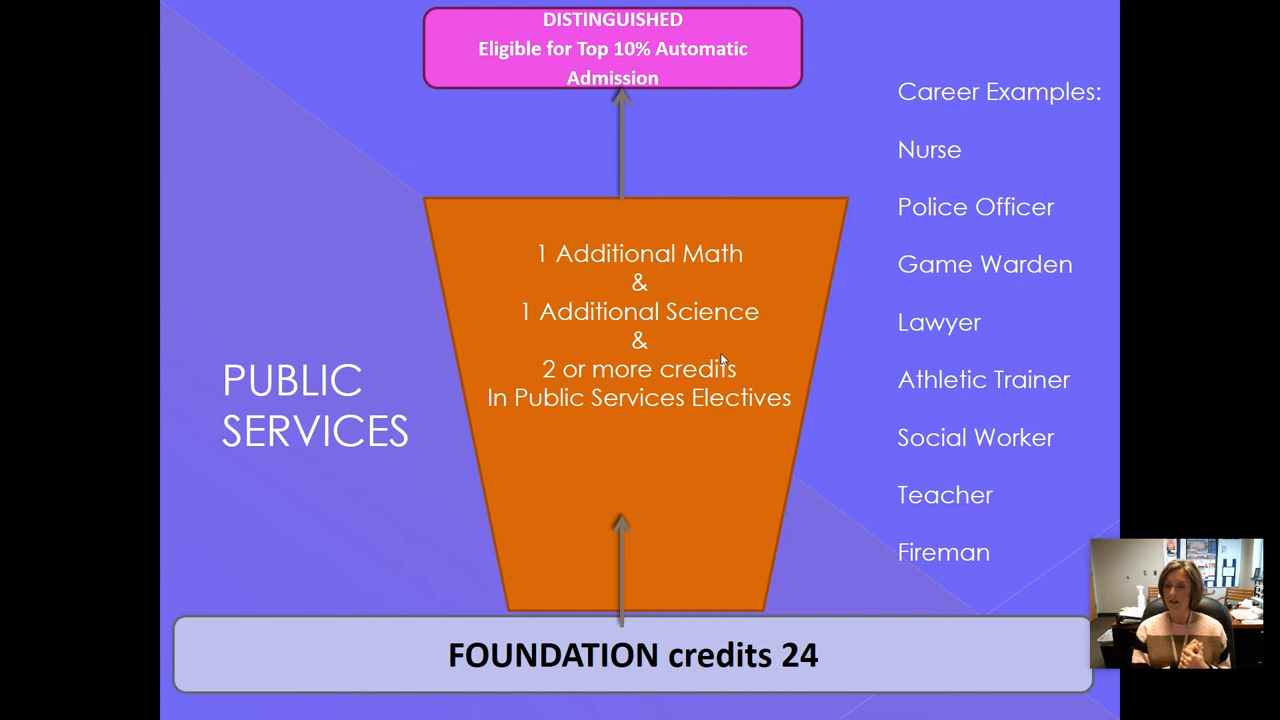 DISTINGUISHED
Eligible for Top 10% Automatic
Admission
1 Additional Math
&
1 Additional Science
&
2 or more credits
In Public Services Electives
PUBLIC
SERVICES
Career Examples:
Nurse
Police Officer
Game Warden
Lawyer
Athletic Trainer
Social Worker
Teacher
Fireman
FOUNDATION credits 24